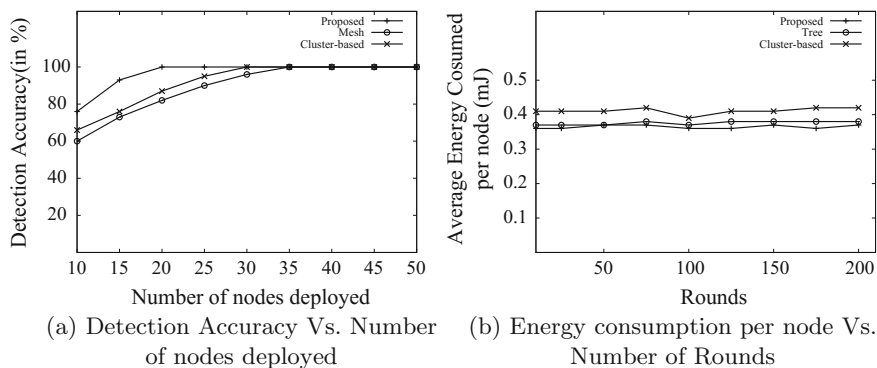 Proposed
Mesh
Cluster-based
100
80
60
40
20
10 15 20 25 30 35 40 45 50
Detection Accuracy(in %)
Number of nodes deployed
(a) Detection Accuracy Vs. Number
of nodes deployed
Proposed
Tree
Cluster-based
0.5
0.4
0.3
0.2
0.1
50 100 150 200
Average Energy Cosumed
per node (mJ)
Rounds
(b) Energy consumption per node Vs.
Number of Rounds